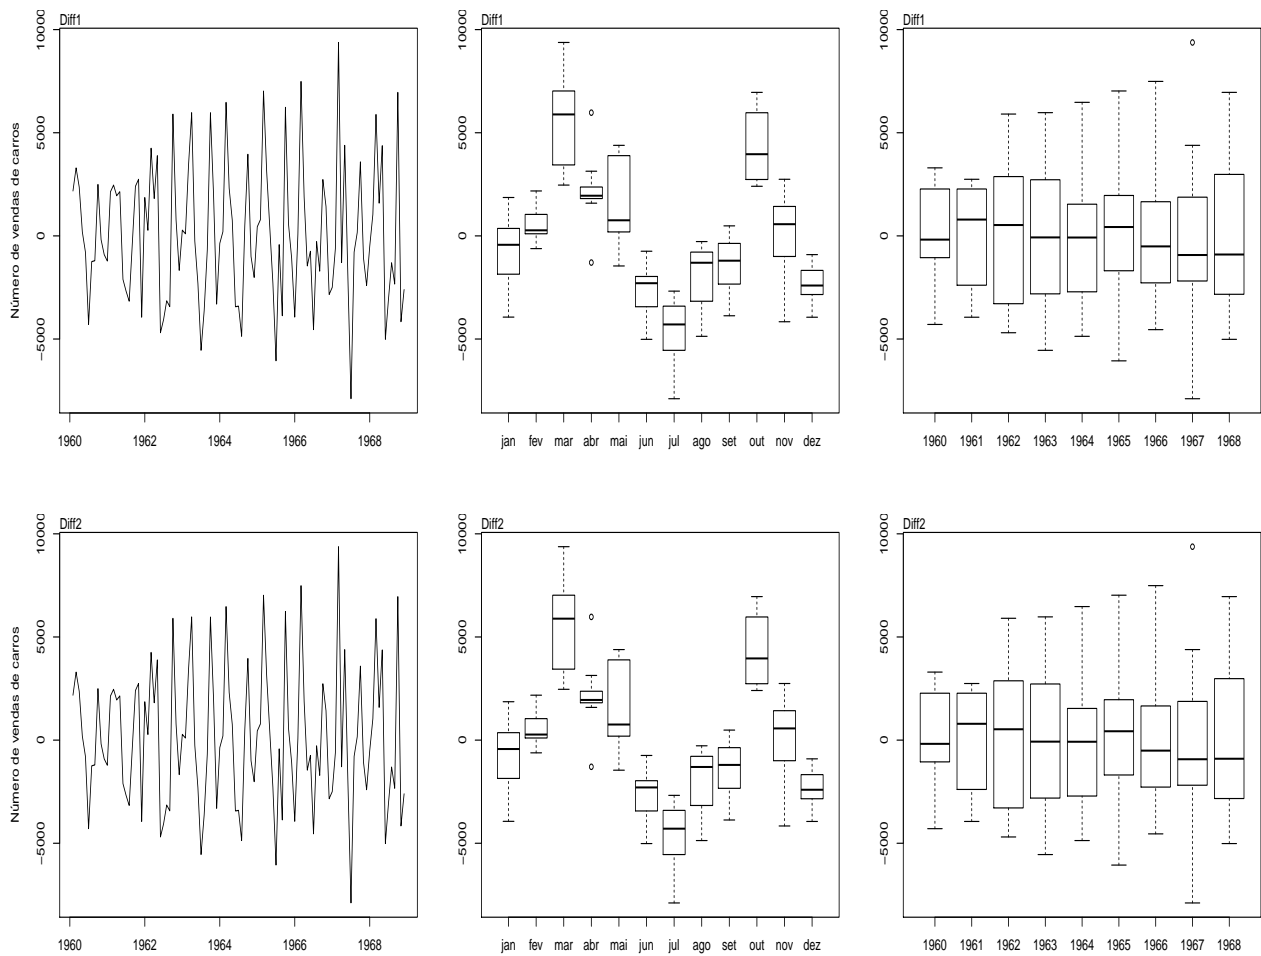 Diff1
Número de vendas de carros
10000
5000
0
−5000
1960 1962 1964 1966 1968
Diff1
10000
5000
0
−5000
jan fev mar abr mai jun jul ago set out nov dez
Diff1
10000
5000
0
−5000
1960 1961 1962 1963 1964 1965 1966 1967 1968
Diff2
Número de vendas de carros
10000
5000
0
−5000
1960 1962 1964 1966 1968
Diff2
10000
5000
0
−5000
jan fev mar abr mai jun jul ago set out nov dez
Diff2
10000
5000
0
−5000
1960 1961 1962 1963 1964 1965 1966 1967 1968